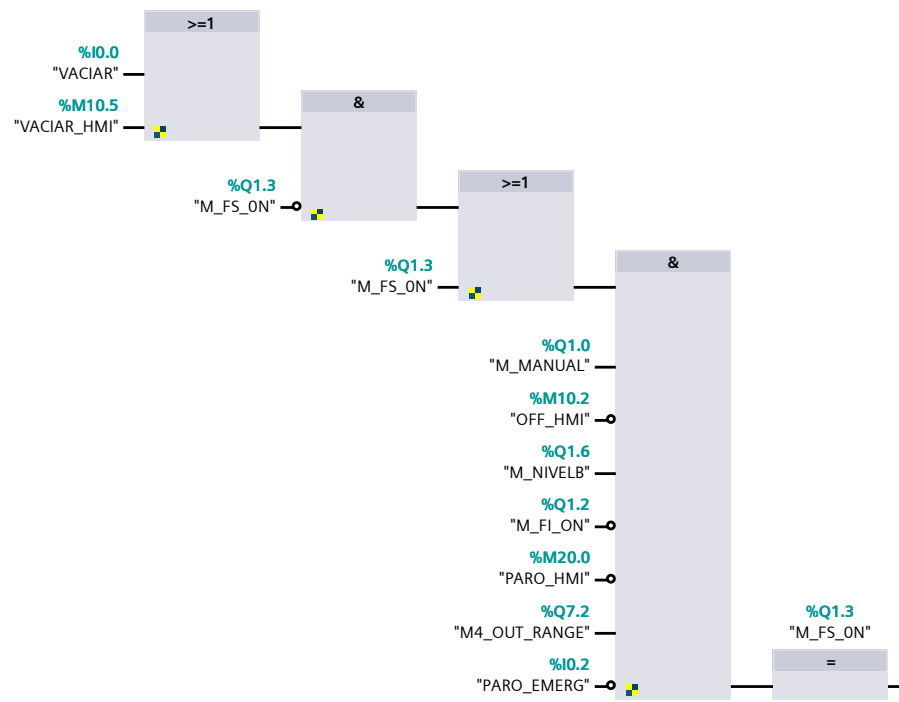 >=1
%I0.0
"VACIAR"
%M10.5
"VACIAR_HMI"
&
%Q1.3
"M_FS_0N"
>=1
%Q1.3
"M_FS_0N"
&
%Q1.0
"M_MANUAL"
%M10.2
"OFF_HMI"
%Q1.6
"M_NIVELB"
%Q1.2
"M_FI_ON"
%M20.0
"PARO_HMI"
%Q7.2
"M4_OUT_RANGE"
%I0.2
"PARO_EMERG"
%Q1.3
"M_FS_0N"
=